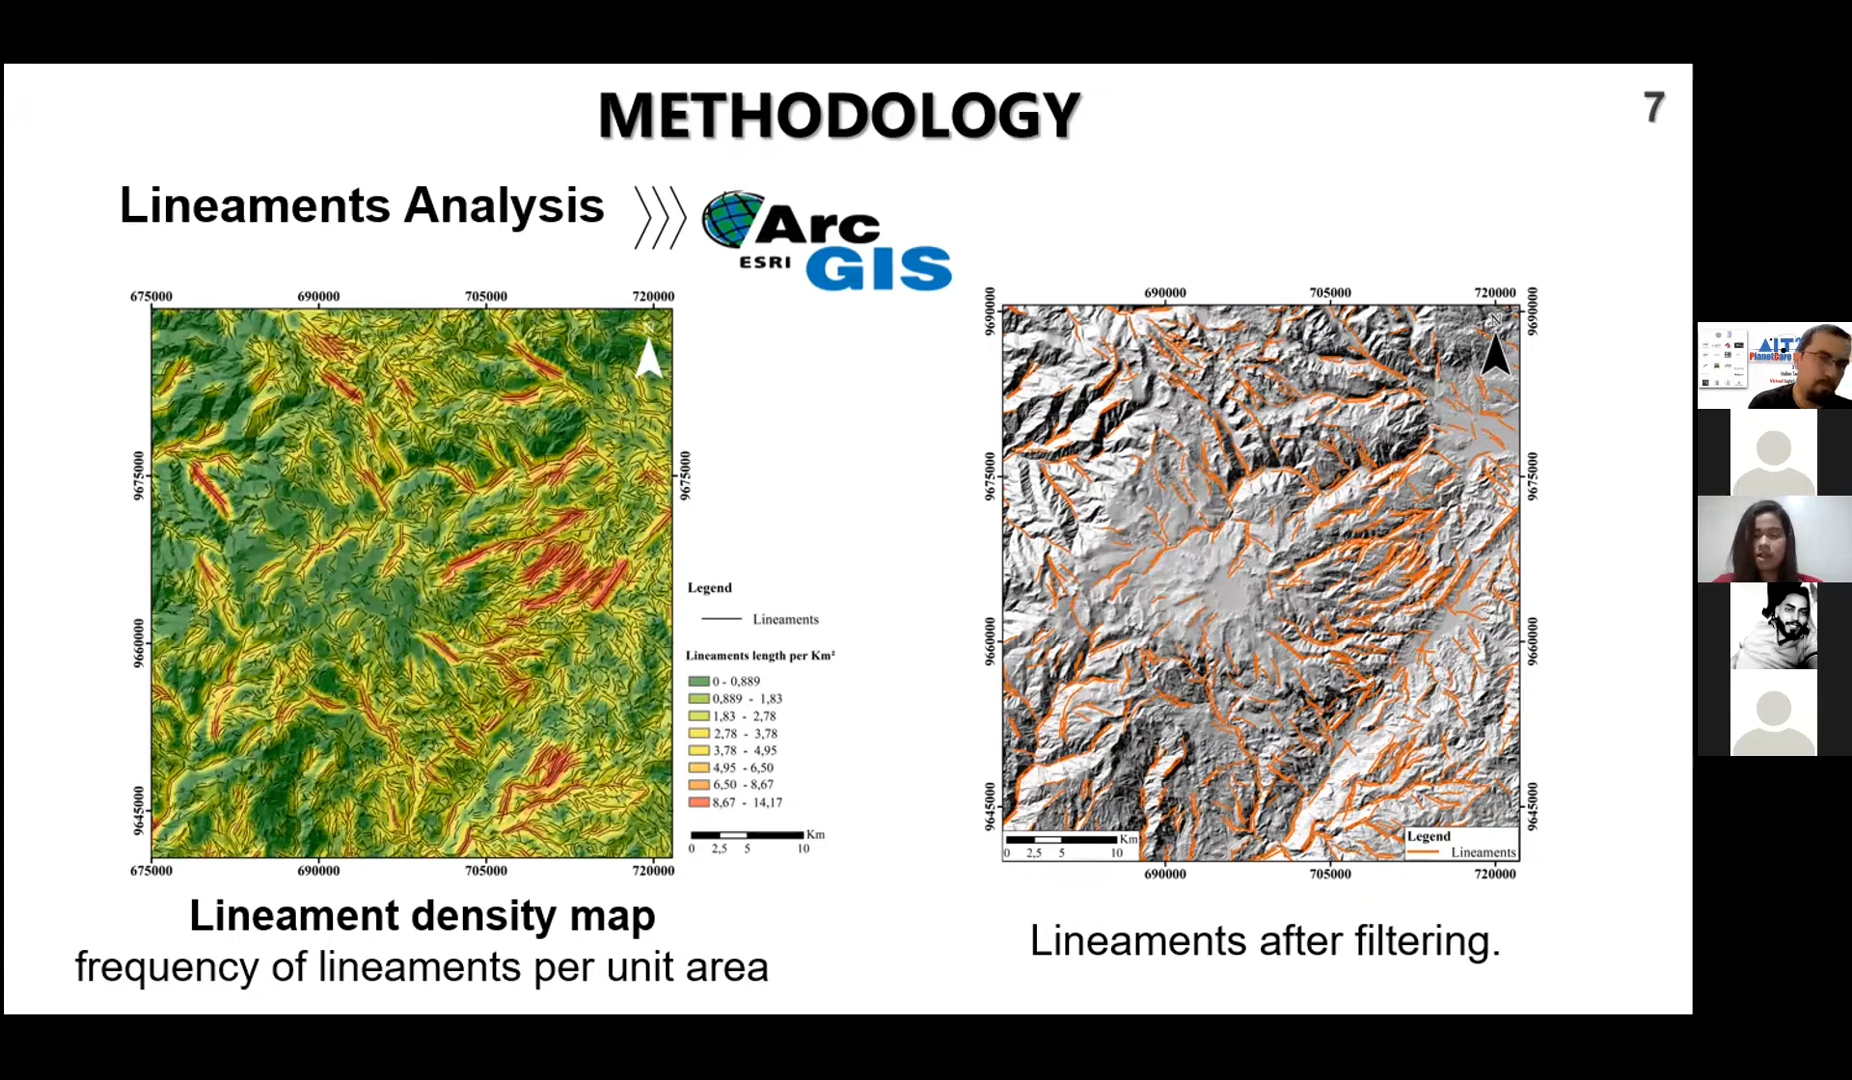 METHODOLOGY
7
Lineaments Analysis
Arc
ESRI
GIS
675000 690000 705000 720000
9675000
9660000
9645000
9675000
675000 690000 705000 720000
Legend
Lineaments
Lineaments length per Km²
0 - 0,889
0,889 - 1,83
1,83 - 2,78
2,78 - 3,78
3,78 - 4,95
4,95 - 6,50
6,50 - 8,67
8,67 - 14,17
Km
0 2,5 5 10
690000 705000 720000
9690000
9675000
9660000
9645000
N
9690000
9675000
9660000
9645000
Km
0 2,5 5 10
Legend
Lineaments
690000 705000 720000
Lineament density map
frequency of lineaments per unit area
Lineaments after filtering.
AIT